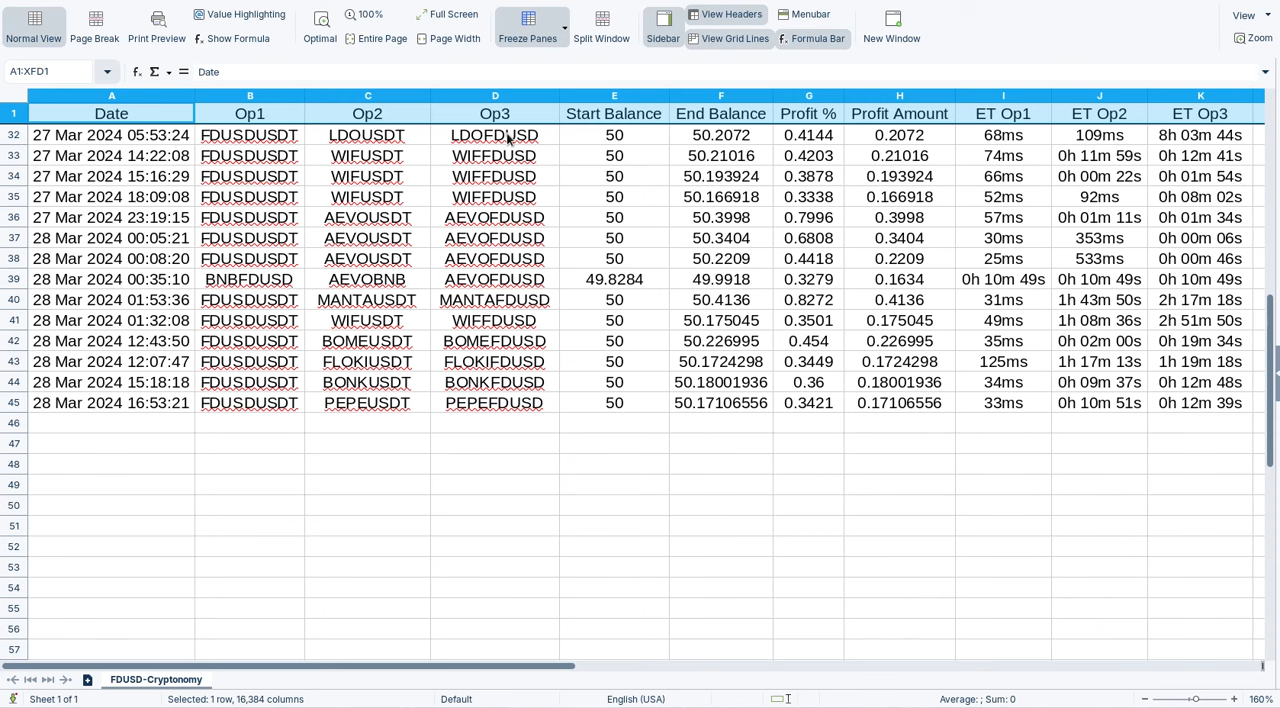 Normal View Page Break Print Preview Value Highlighting Show Formula Optimal 100% Entire Page Full Screen Page Width Freeze Panes Split Window Sidebar View Headers View Grid Lines Menubar Formula Bar New Window View Zoom
A1:XFD1 fx Σ = Date
A B C D E F G H I J K
1 Date Op1 Op2 Op3 Start Balance End Balance Profit % Profit Amount ET Op1 ET Op2 ET Op3
32 27 Mar 2024 05:53:24 FDUSDUSDT LDOUSDT LDOFDUSD 50 50.2072 0.4144 0.2072 68ms 109ms 8h 03m 44s
33 27 Mar 2024 14:22:08 FDUSDUSDT WIFUSDT WIFFDUSD 50 50.21016 0.4203 0.21016 74ms 0h 11m 59s 0h 12m 41s
34 27 Mar 2024 15:16:29 FDUSDUSDT WIFUSDT WIFFDUSD 50 50.193924 0.3878 0.193924 66ms 0h 00m 22s 0h 01m 54s
35 27 Mar 2024 18:09:08 FDUSDUSDT WIFUSDT WIFFDUSD 50 50.166918 0.3338 0.166918 52ms 92ms 0h 08m 02s
36 27 Mar 2024 23:19:15 FDUSDUSDT AEVOUSDT AEVOFDUSD 50 50.3998 0.7996 0.3998 57ms 0h 01m 11s 0h 01m 34s
37 28 Mar 2024 00:05:21 FDUSDUSDT AEVOUSDT AEVOFDUSD 50 50.3404 0.6808 0.3404 30ms 353ms 0h 00m 06s
38 28 Mar 2024 00:08:20 FDUSDUSDT AEVOUSDT AEVOFDUSD 50 50.2209 0.4418 0.2209 25ms 533ms 0h 00m 46s
39 28 Mar 2024 00:35:10 BNBFDUSD AEVOBNB AEVOFDUSD 49.8284 49.9918 0.3279 0.1634 0h 10m 49s 0h 10m 49s 0h 10m 49s
40 28 Mar 2024 01:53:36 FDUSDUSDT MANTAUSDT MANTAFDUSD 50 50.4136 0.8272 0.4136 31ms 1h 43m 50s 2h 17m 18s
41 28 Mar 2024 01:32:08 FDUSDUSDT WIFUSDT WIFFDUSD 50 50.175045 0.3501 0.175045 49ms 1h 08m 36s 2h 51m 50s
42 28 Mar 2024 12:43:50 FDUSDUSDT BOMEUSDT BOMEFDUSD 50 50.226995 0.454 0.226995 35ms 0h 02m 00s 0h 19m 34s
43 28 Mar 2024 12:07:47 FDUSDUSDT FLOKIUSDT FLOKIFDUSD 50 50.1724298 0.3449 0.1724298 125ms 1h 17m 13s 1h 19m 18s
44 28 Mar 2024 15:18:18 FDUSDUSDT BONKUSDT BONKFDUSD 50 50.18001936 0.36 0.18001936 34ms 0h 09m 37s 0h 12m 48s
45 28 Mar 2024 16:53:21 FDUSDUSDT PEPEUSDT PEPEFDUSD 50 50.17106556 0.3421 0.17106556 33ms 0h 10m 51s 0h 12m 39s
46
47
48
49
50
51
52
53
54
55
56
57
FDUSD-Cryptonomy
Sheet 1 of 1 Selected: 1 row, 16,384 columns Default English (USA) Average: ; Sum: 0 160%